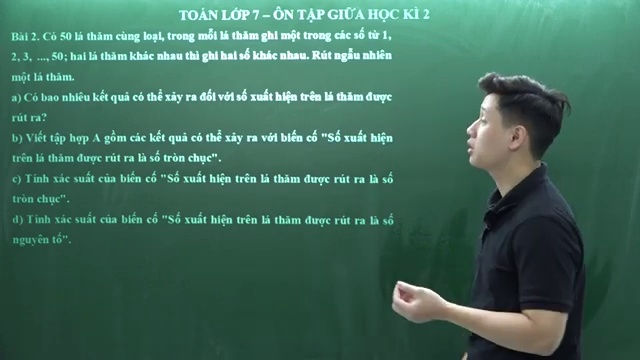 TOÁN LỚP 7 – ÔN TẬP GIỮA HỌC KÌ 2
Bài 2. Có 50 lá thăm cùng loại, trong mỗi lá thăm ghi một trong các số từ 1,
2, 3, ..., 50; hai lá thăm khác nhau thì ghi hai số khác nhau. Rút ngẫu nhiên
một lá thăm.
a) Có bao nhiêu kết quả có thể xảy ra đối với số xuất hiện trên lá thăm được
rút ra?
b) Viết tập hợp A gồm các kết quả có thể xảy ra với biến cố "Số xuất hiện
trên lá thăm được rút ra là số tròn chục".
c) Tính xác suất của biến cố "Số xuất hiện trên lá thăm được rút ra là số
tròn chục".
d) Tính xác suất của biến cố "Số xuất hiện trên lá thăm được rút ra là số
nguyên tố".